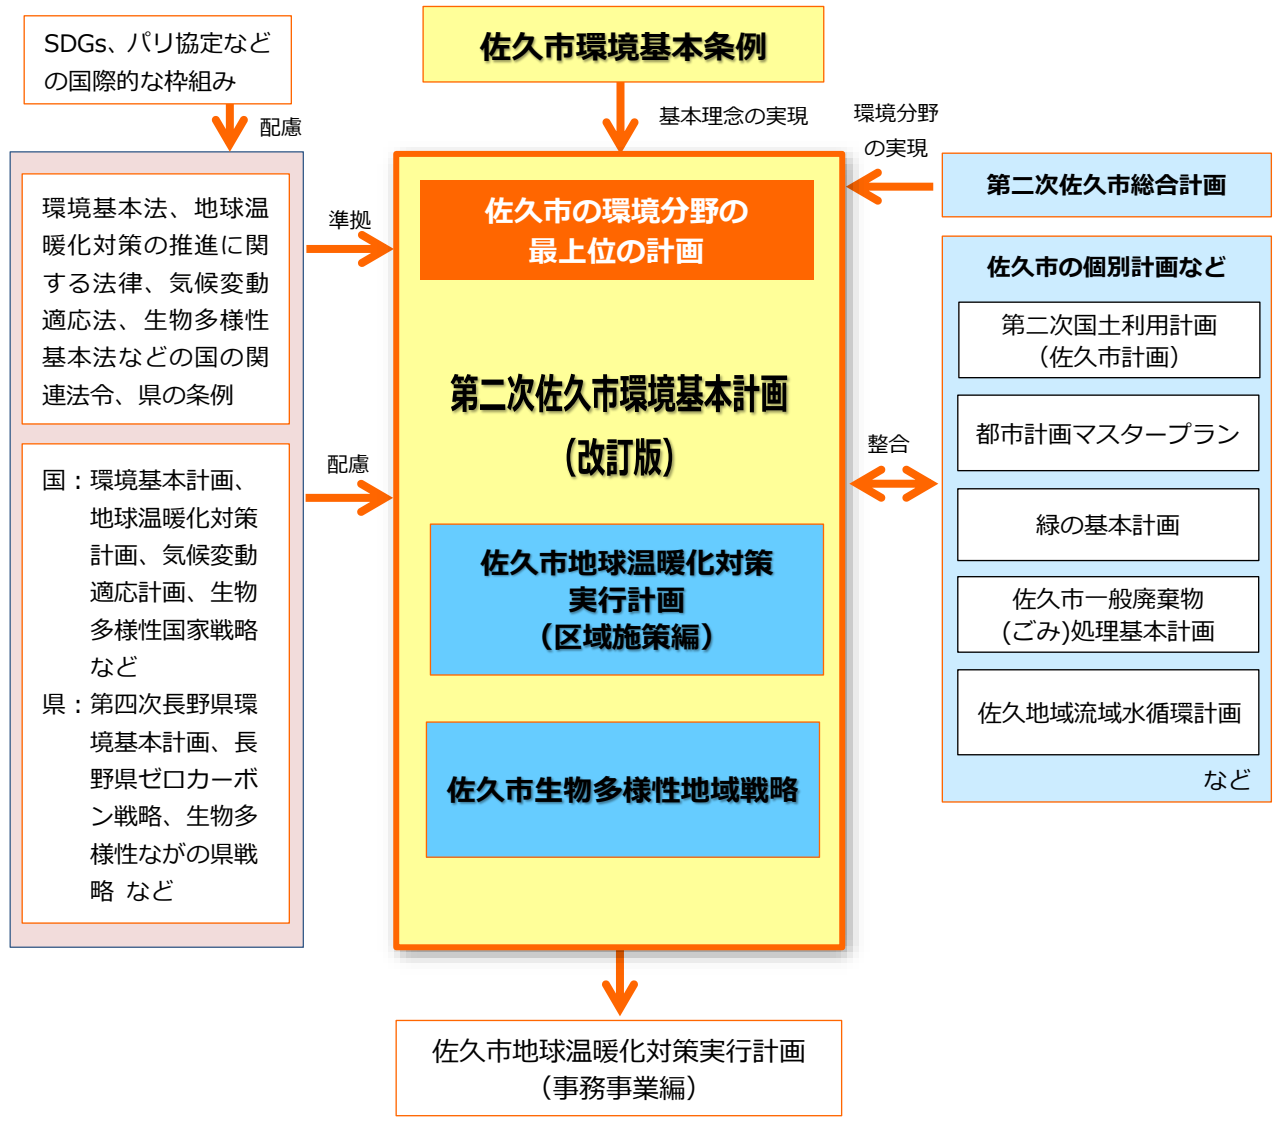 SDGs、パリ協定など
の国際的な枠組み
配慮
佐久市環境基本条例
基本理念の実現
環境分野
の実現
環境基本法、地球温
暖化対策の推進に関
する法律、気候変動
適応法、生物多様性
基本法などの国の関
連法令、県の条例
準拠
国：環境基本計画、
地球温暖化対策
計画、気候変動
適応計画、生物
多様性国家戦略
など
県：第四次長野県環
境基本計画、長
野県ゼロカーボ
ン戦略、生物多
様性ながの県戦
略 など
配慮
佐久市の環境分野の
最上位の計画
第二次佐久市環境基本計画
（改訂版）
佐久市地球温暖化対策
実行計画
（区域施策編）
佐久市生物多様性地域戦略
整合
第二次佐久市総合計画
佐久市の個別計画など
第二次国土利用計画
（佐久市計画）
都市計画マスタープラン
緑の基本計画
佐久市一般廃棄物
(ごみ)処理基本計画
佐久地域流域水循環計画
など
佐久市地球温暖化対策実行計画
（事務事業編）